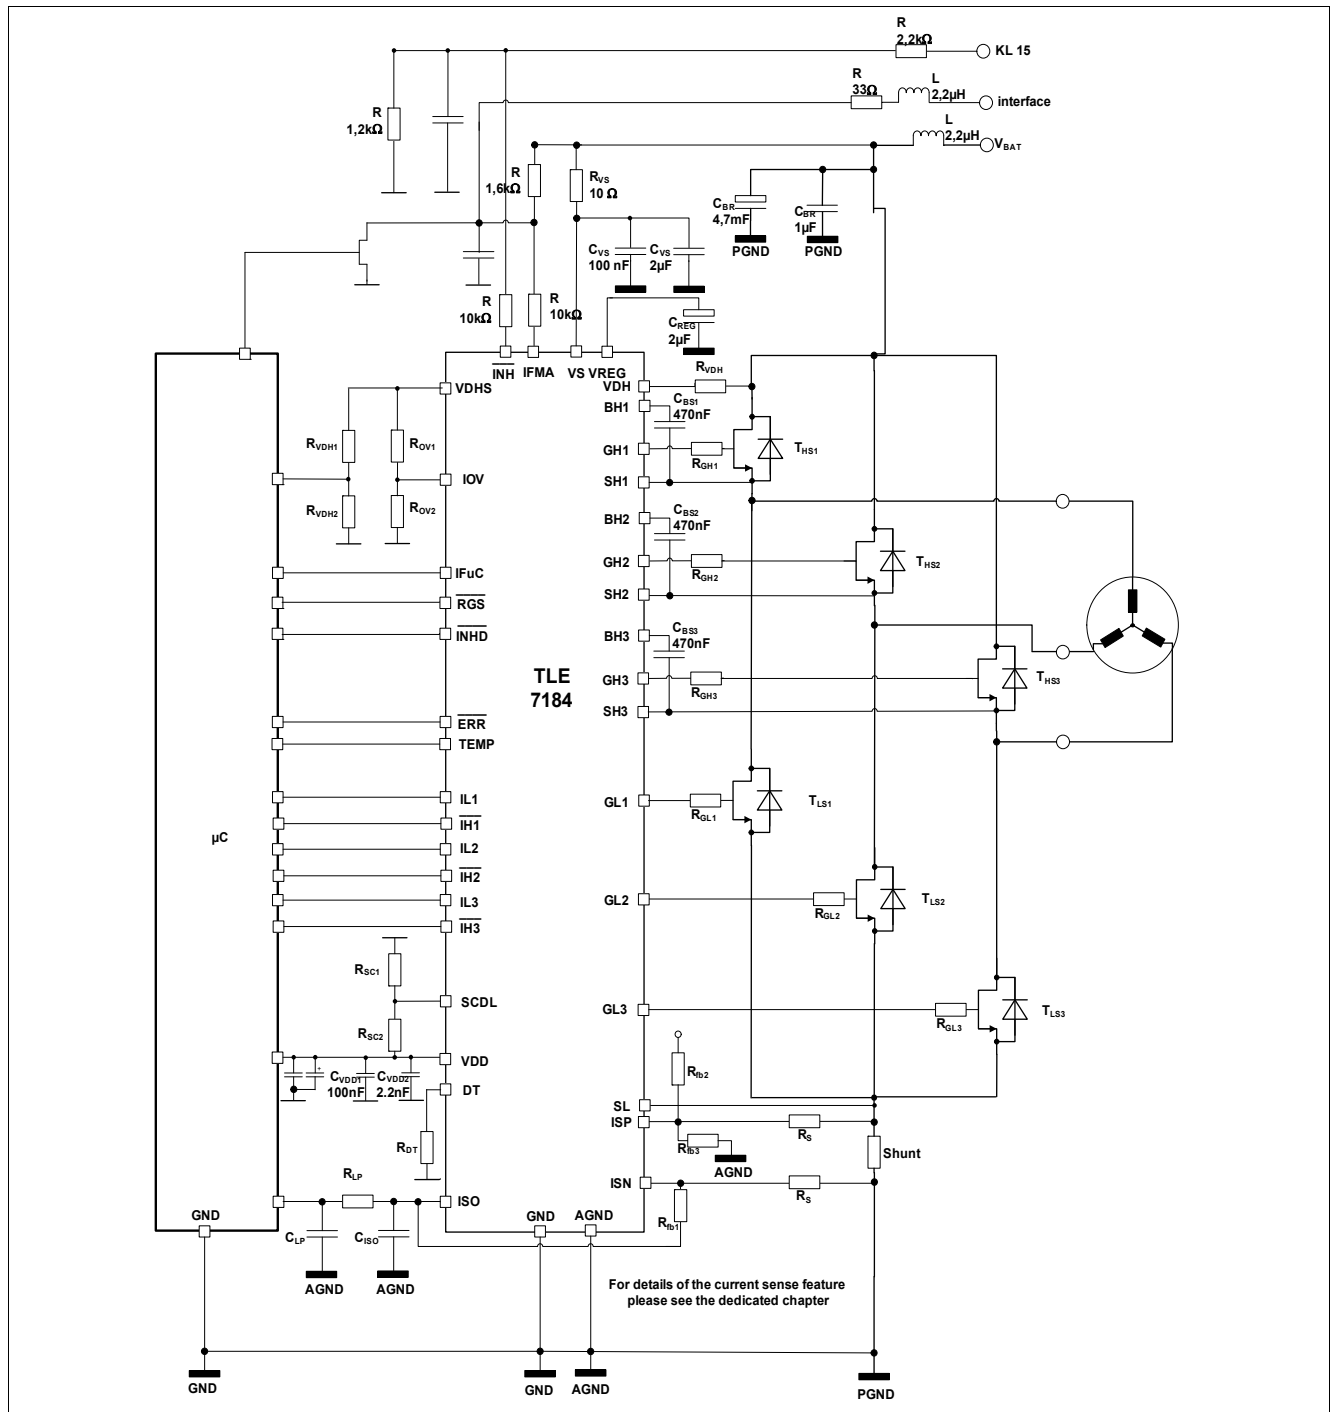 R
2,2kΩ
KL 15
R
33Ω
L
2,2µH
interface
R
1,2kΩ
L
2,2µH
VBAT
R
1,6kΩ
RVS
10 Ω
CBR
4,7mF
CBR
1µF
PGND
PGND
CVS
100 nF
CVS
2µF
R
10kΩ
R
10kΩ
CREG
2µF
INH
IFMA
VS VREG
RVDH
VDHS
VDH
CBS1
470nF
BH1
RVDH1
ROV1
GH1
RGH1
THS1
IOV
SH1
RVDH2
ROV2
BH2
CBS2
470nF
IFuC
GH2
RGH2
THS2
RGS
SH2
INHD
BH3
CBS3
470nF
TLE
7184
GH3
RGH3
THS3
SH3
ERR
TEMP
IL1
GL1
RGL1
TLS1
µC
IH1
IL2
IH2
IL3
GL2
RGL2
TLS2
IH3
RSC1
SCDL
GL3
RGL3
TLS3
RSC2
VDD
+
CVDD1
100nF
CVDD2
2.2nF
Rfb2
DT
SL
ISP
RS
RDT
Rfb3
AGND
Shunt
RLP
ISN
RS
ISO
Rfb1
GND
GND
AGND
CLP
CISO
AGND
AGND
For details of the current sense feature
please see the dedicated chapter
GND
GND
AGND
PGND